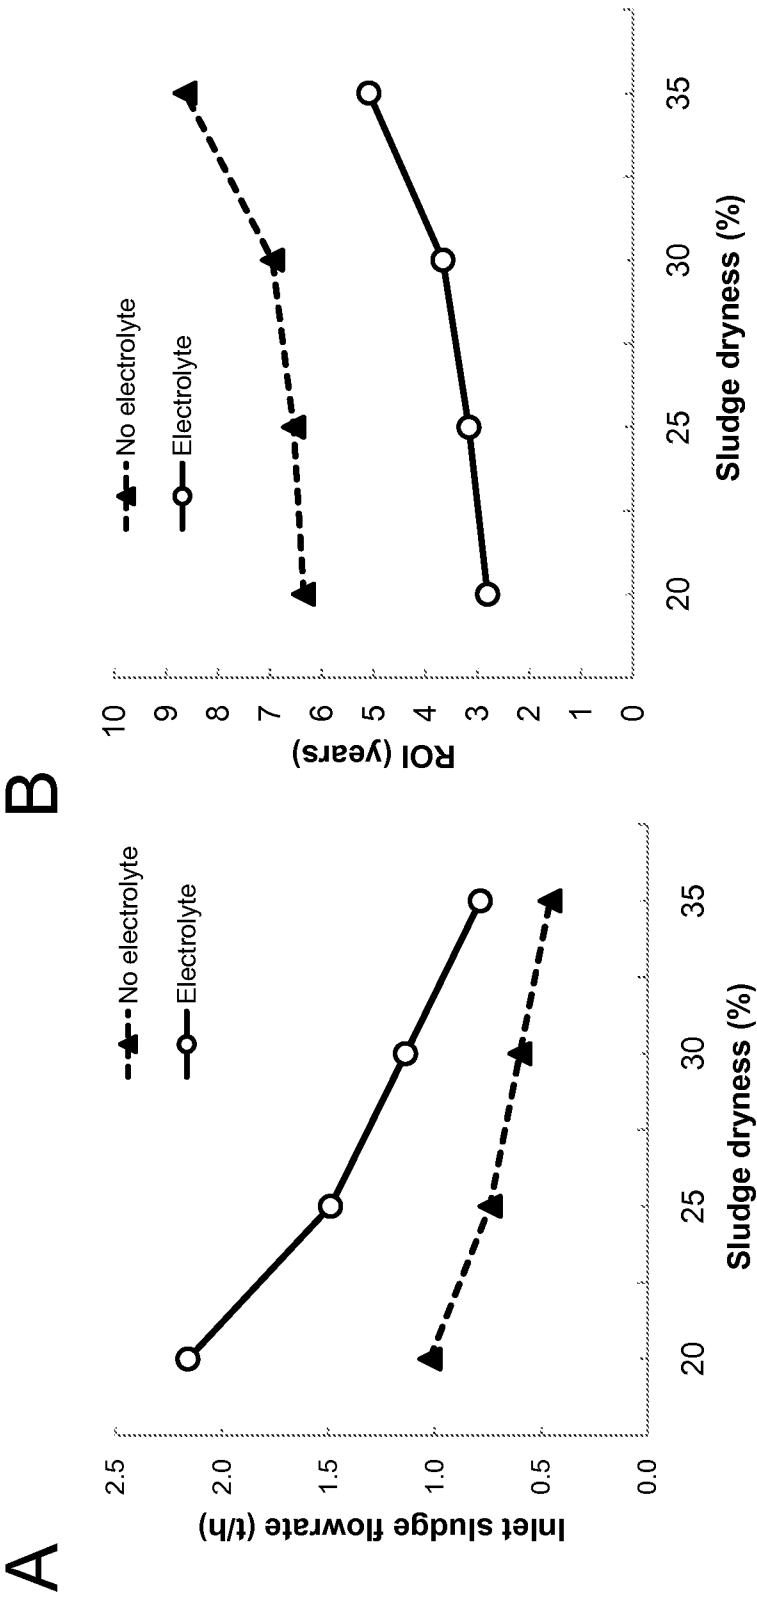 A
Inlet sludge flowrate (t/h)
2.5
2.0
1.5
1.0
0.5
0.0
No electrolyte
Electrolyte
20
25
30
35
Sludge dryness (%)
B
ROI (years)
10
9
8
7
6
5
4
3
2
1
0
No electrolyte
Electrolyte
20
25
30
35
Sludge dryness (%)